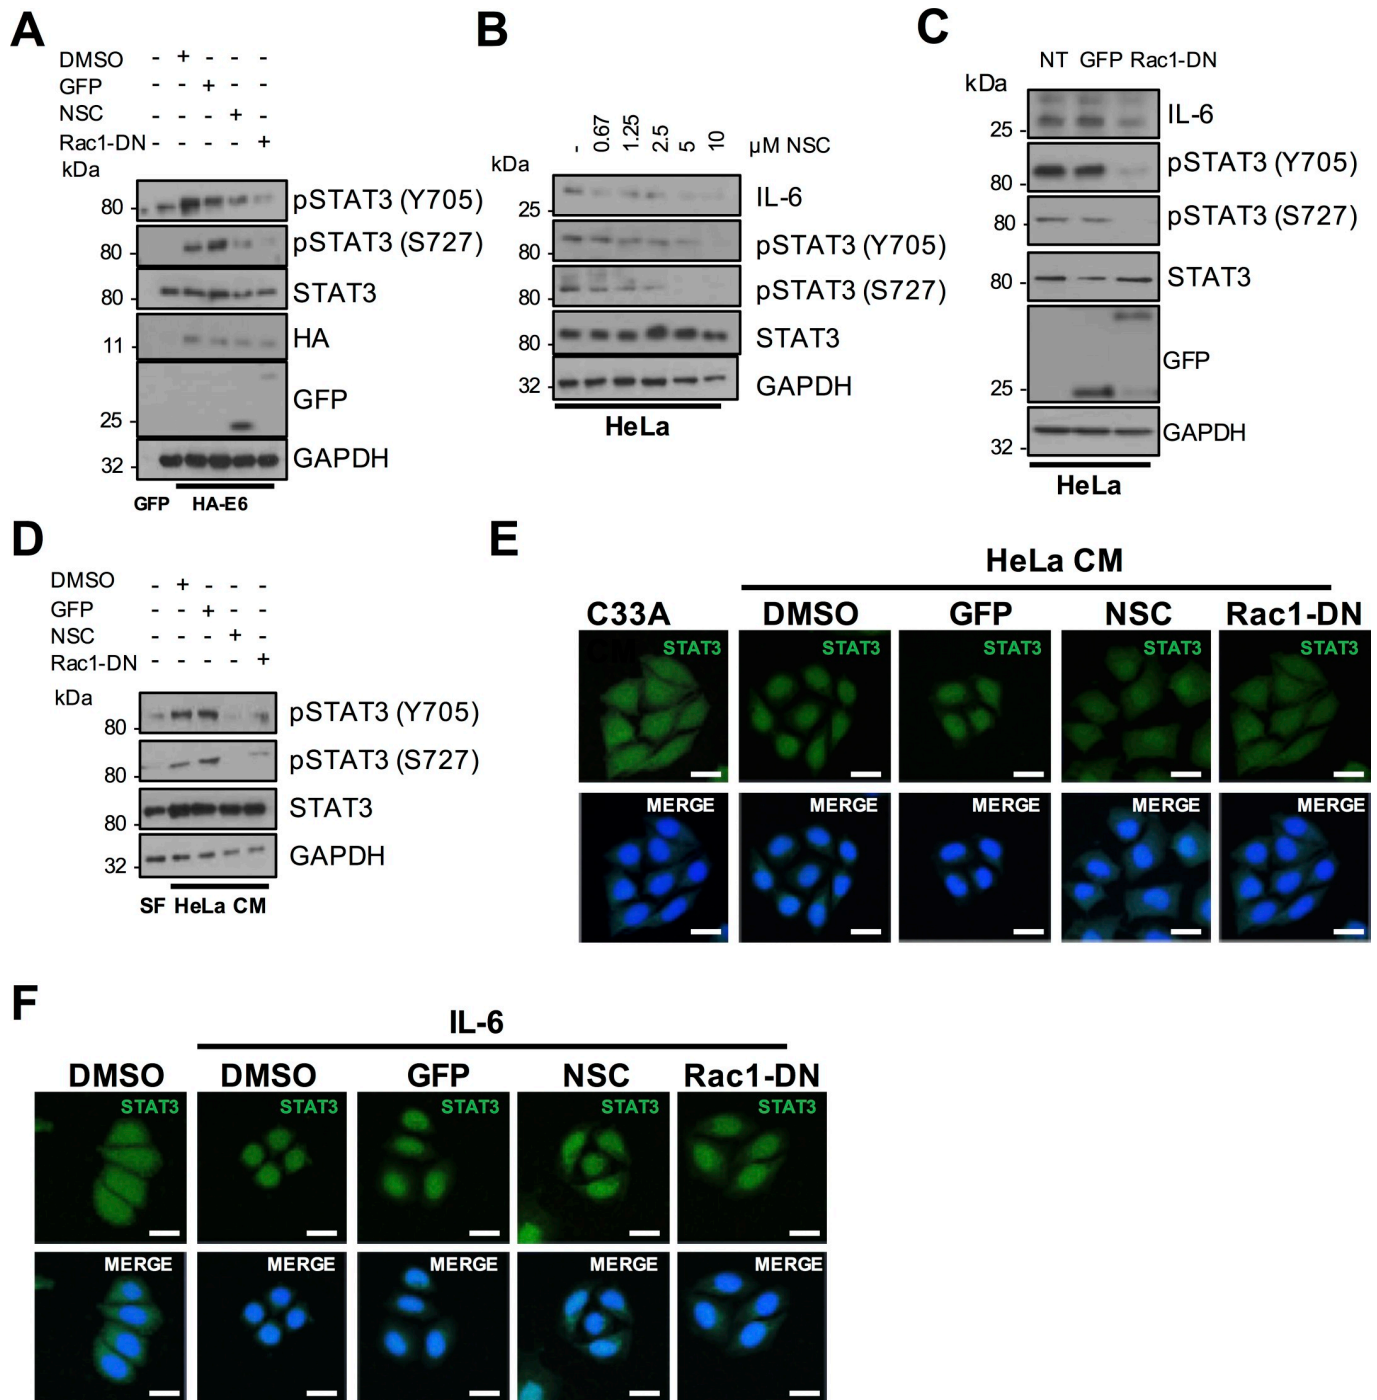 A
DMSO - + - - -
GFP - - + - -
NSC - - - + -
Rac1-DN - - - - +
kDa
80 pSTAT3 (Y705)
80 pSTAT3 (S727)
80 STAT3
11 HA
GFP
25
32 GAPDH
GFP HA-E6
B
- 0.67 1.25 2.5 5 10 µM NSC
kDa
25 IL-6
80 pSTAT3 (Y705)
80 pSTAT3 (S727)
80 STAT3
32 GAPDH
HeLa
C
NT GFP Rac1-DN
kDa
25 IL-6
80 pSTAT3 (Y705)
80 pSTAT3 (S727)
80 STAT3
GFP
25
GAPDH
32
HeLa
D
DMSO - + - - -
GFP - - + - -
NSC - - - + -
Rac1-DN - - - - +
kDa
80 pSTAT3 (Y705)
80 pSTAT3 (S727)
80 STAT3
32 GAPDH
SF HeLa CM
E
HeLa CM
C33A DMSO GFP NSC Rac1-DN
CM
STAT3 STAT3 STAT3 STAT3 STAT3
MERGE MERGE MERGE MERGE MERGE
F
IL-6
DMSO DMSO GFP NSC Rac1-DN
STAT3 STAT3 STAT3 STAT3 STAT3
MERGE MERGE MERGE MERGE MERGE